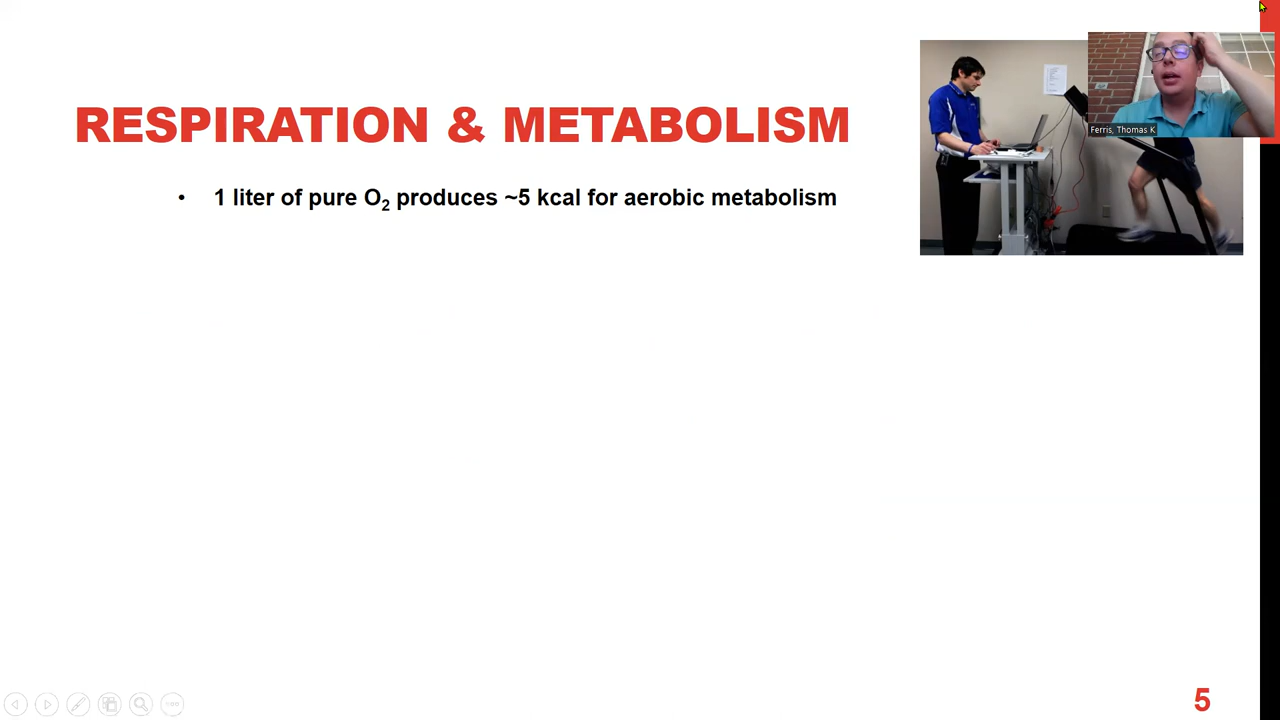 RESPIRATION & METABOLISM
Ferris, Thomas K
• 1 liter of pure O2 produces ~5 kcal for aerobic metabolism
5